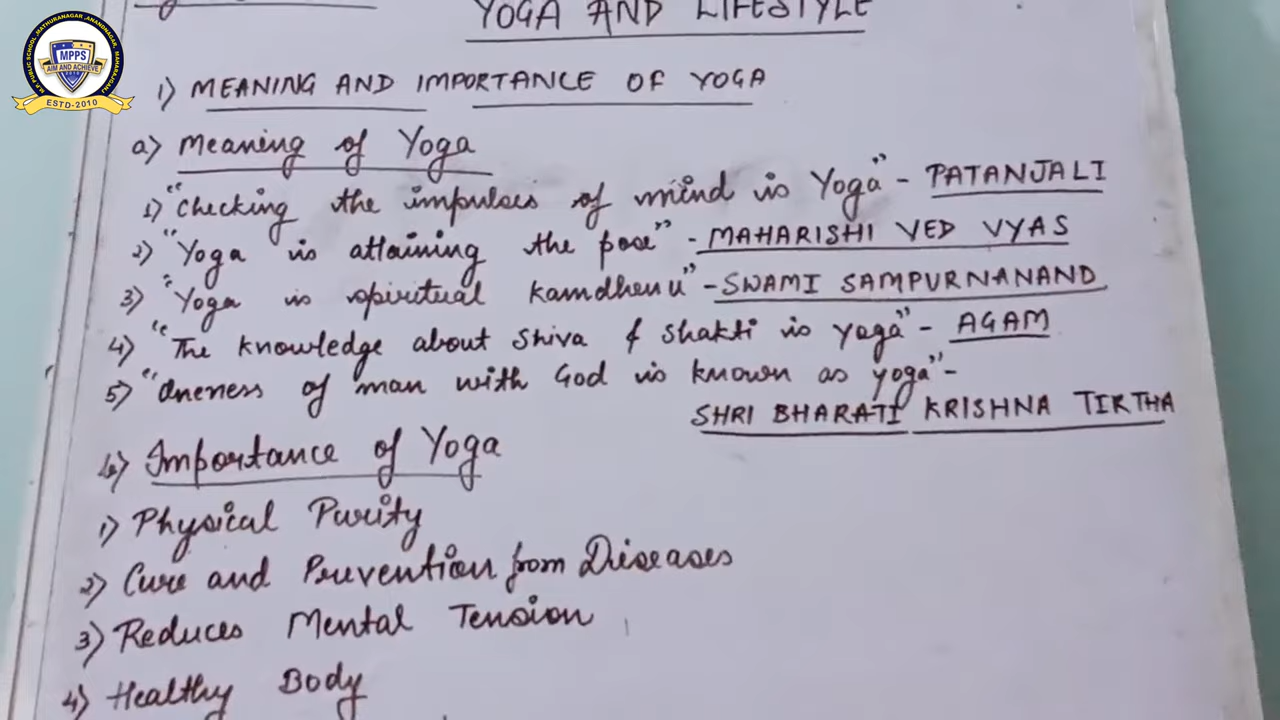 YOGA AND LIFESTYLE
1) MEANING AND IMPORTANCE OF YOGA
a) Meaning of Yoga
1) "Checking the impulses of mind is Yoga" - PATANJALI
2) "Yoga is attaining the pose" - MAHARISHI VED VYAS
3) "Yoga is spiritual Kamdhenu" - SWAMI SAMPURNANAND
4) "The knowledge about Shiva & Shakti is yoga" - AGAM
5) "Oneness of man with God is known as yoga" -
SHRI BHARATI KRISHNA TIRTHA
b) Importance of Yoga
1) Physical Purity
2) Cure and Prevention from Diseases
3) Reduces Mental Tension
4) Healthy Body
MPPS
AIM AND ACHIEVE
ESTD-2010